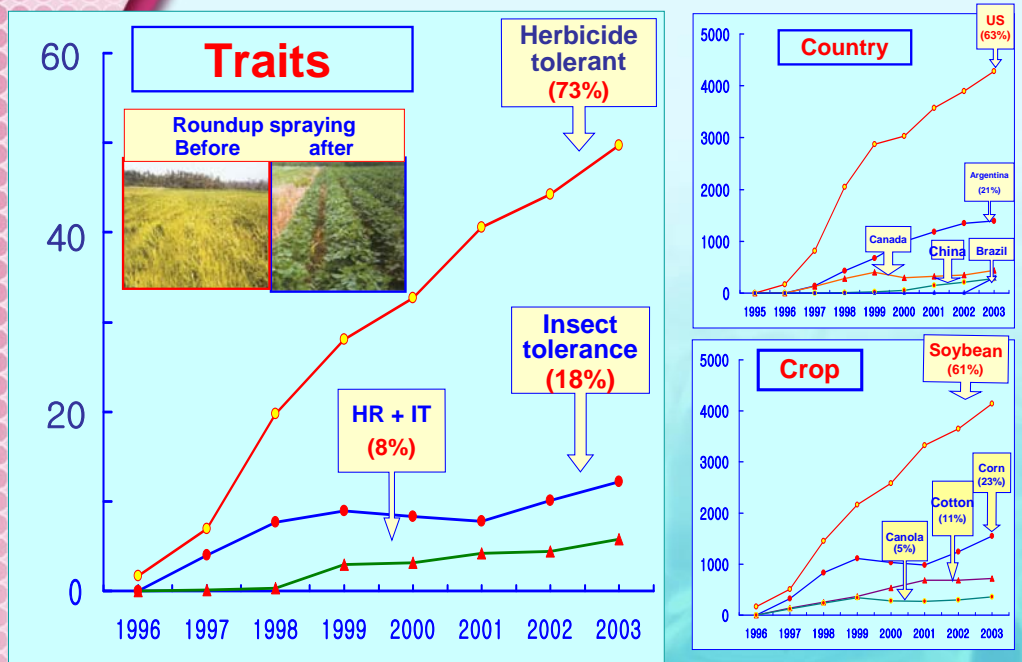 Traits
60
40
20
0
1996 1997 1998 1999 2000 2001 2002 2003
Herbicide
tolerant
(73%)
Roundup spraying
Before after
Insect
tolerance
(18%)
HR + IT
(8%)
Country
5000
4000
3000
2000
1000
0
1995 1996 1997 1998 1999 2000 2001 2002 2003
US
(63%)
Argentina
(21%)
Canada
China
Brazil
Crop
5000
4000
3000
2000
1000
0
1996 1997 1998 1999 2000 2001 2002 2003
Soybean
(61%)
Corn
(23%)
Cotton
(11%)
Canola
(5%)